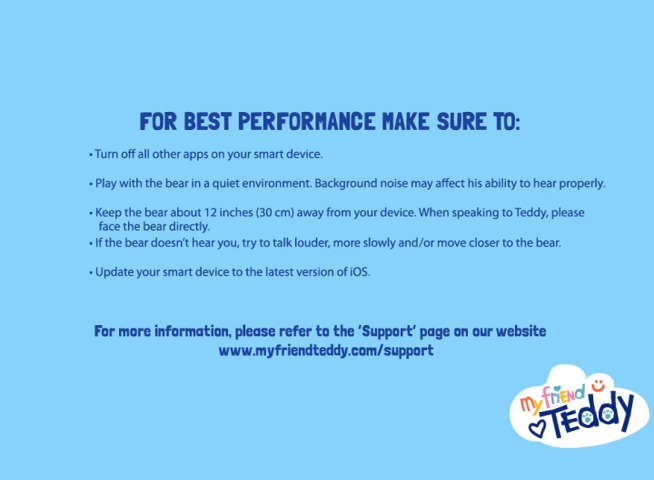 FOR BEST PERFORMANCE MAKE SURE TO:
• Turn off all other apps on your smart device.
• Play with the bear in a quiet environment. Background noise may affect his ability to hear properly.
• Keep the bear about 12 inches (30 cm) away from your device. When speaking to Teddy, please
face the bear directly.
• If the bear doesn't hear you, try to talk louder, more slowly and/or move closer to the bear.
• Update your smart device to the latest version of iOS.
For more information, please refer to the 'Support' page on our website
www.myfriendteddy.com/support
my friend
Teddy